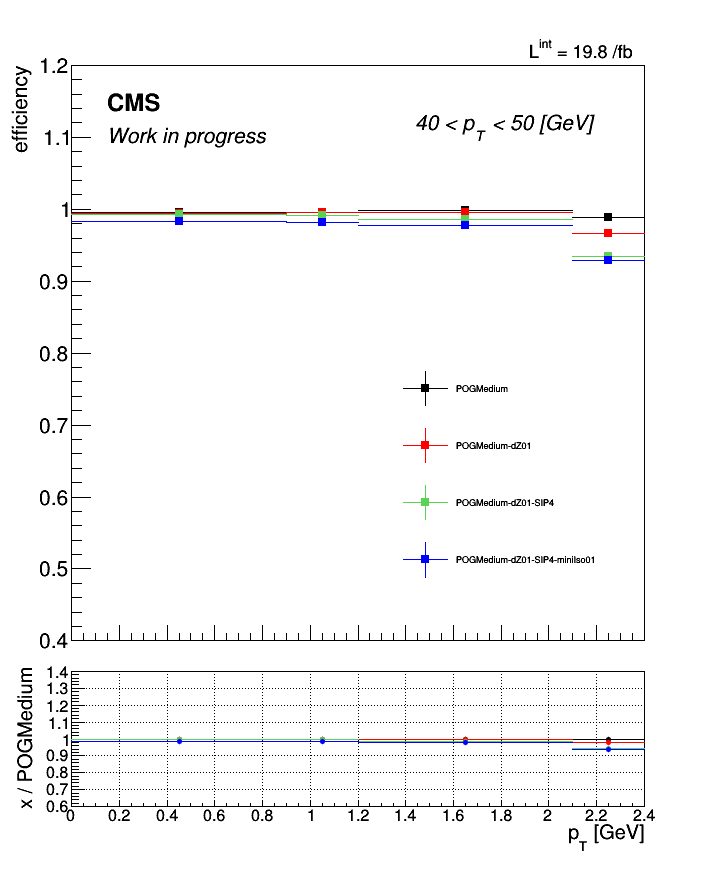 L^int = 19.8 /fb
efficiency
CMS
Work in progress
40 < p_T < 50 [GeV]
1.2
1.1
1
0.9
0.8
0.7
0.6
0.5
0.4
POGMedium
POGMedium-dZ01
POGMedium-dZ01-SIP4
POGMedium-dZ01-SIP4-miniIso01
x / POGMedium
1.4
1.3
1.2
1.1
1
0.9
0.8
0.7
0.6
0 0.2 0.4 0.6 0.8 1 1.2 1.4 1.6 1.8 2 2.2 2.4
p_T [GeV]